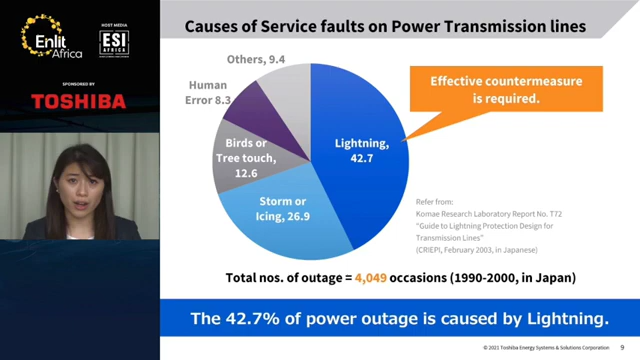 Enlit
Africa
HOST MEDIA
ESI
AFRICA
SPONSORED BY
TOSHIBA
Causes of Service faults on Power Transmission lines
Others, 9.4
Human
Error 8.3
Birds or
Tree touch,
12.6
Storm or
Icing, 26.9
Lightning,
42.7
Effective countermeasure
is required.
Refer from:
Komae Research Laboratory Report No. T72
“Guide to Lightning Protection Design for
Transmission Lines”
(CRIEPI, February 2003, in Japanese)
Total nos. of outage = 4,049 occasions (1990-2000, in Japan)
The 42.7% of power outage is caused by Lightning.
© 2021 Toshiba Energy Systems & Solutions Corporation 9